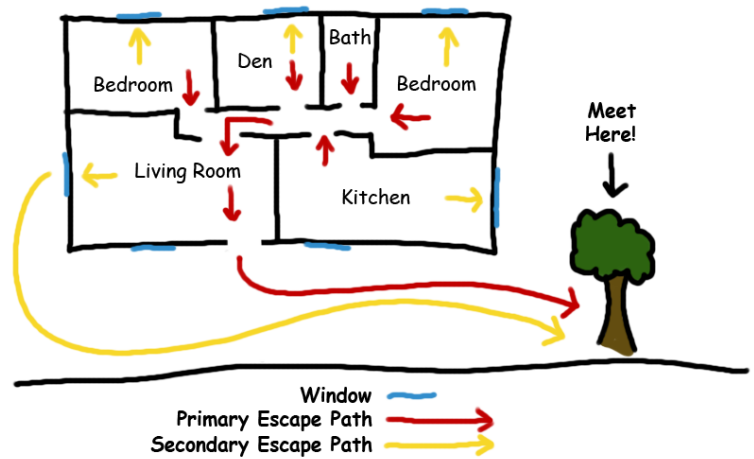 Bath
Den
Bedroom
Bedroom
Meet
Here!
Living Room
Kitchen
Window
Primary Escape Path
Secondary Escape Path